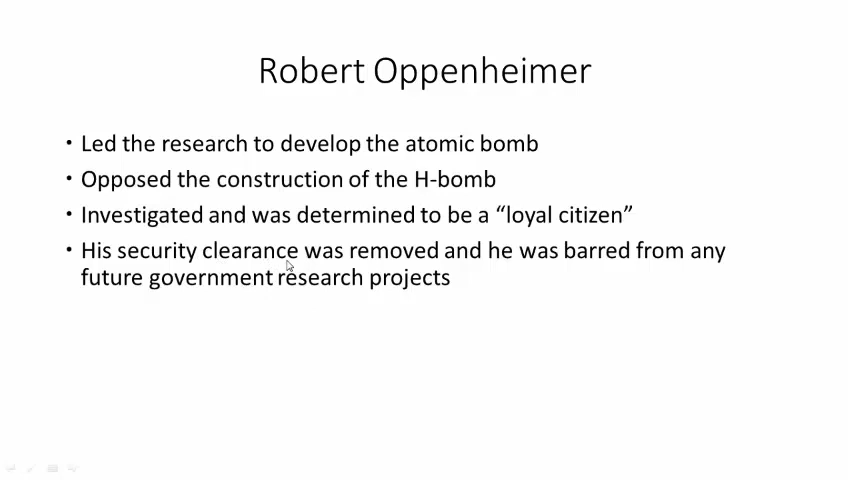 Robert Oppenheimer
• Led the research to develop the atomic bomb
• Opposed the construction of the H-bomb
• Investigated and was determined to be a “loyal citizen”
• His security clearance was removed and he was barred from any
future government research projects